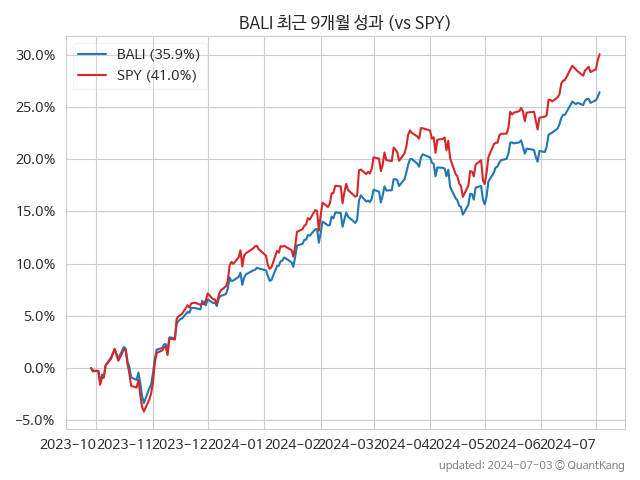 BALI 최근 9개월 성과 (vs SPY)
BALI (35.9%)
SPY (41.0%)
30.0%
25.0%
20.0%
15.0%
10.0%
5.0%
0.0%
−5.0%
2023-10 2023-11 2023-12 2024-01 2024-02 2024-03 2024-04 2024-05 2024-06 2024-07
updated: 2024-07-03 © QuantKang